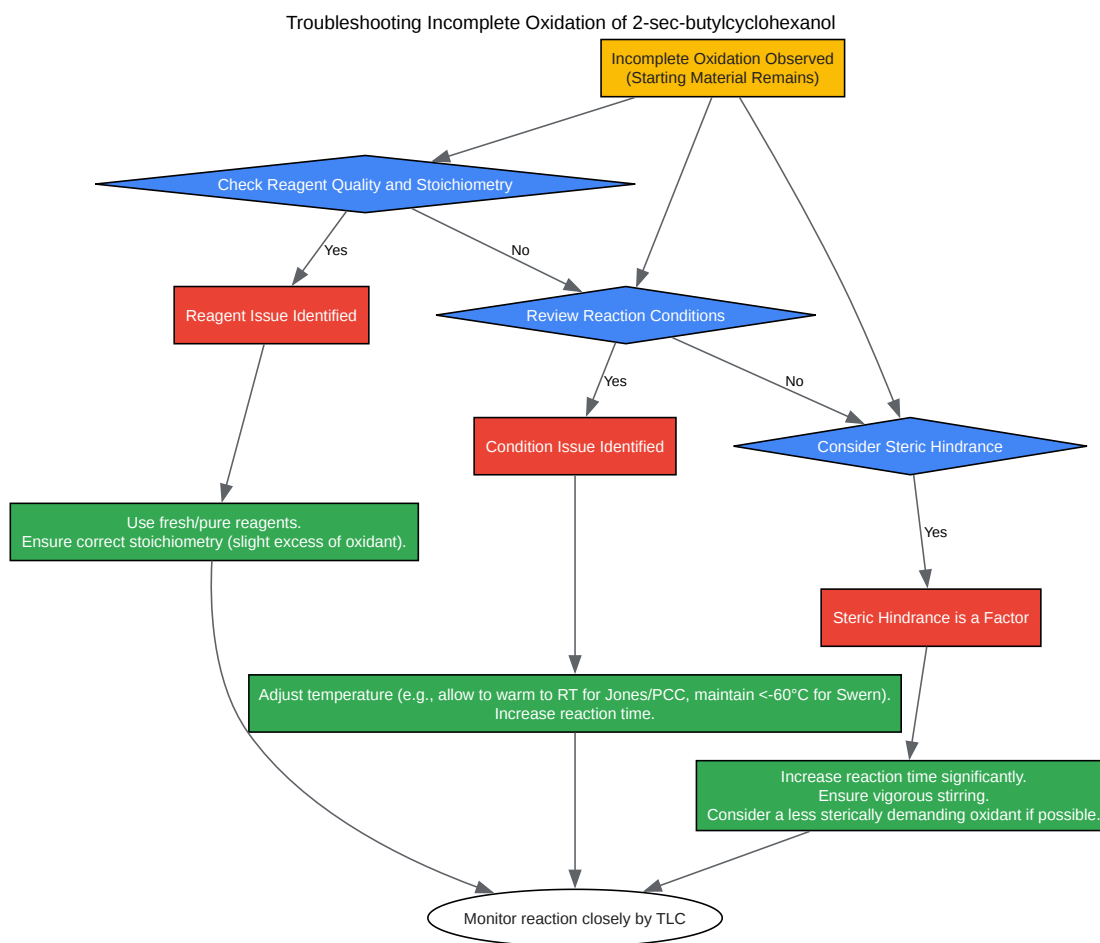 Troubleshooting Incomplete Oxidation of 2-sec-butylcyclohexanol
Incomplete Oxidation Observed
(Starting Material Remains)
Check Reagent Quality and Stoichiometry
Yes
No
Reagent Issue Identified
Review Reaction Conditions
Yes
No
Condition Issue Identified
Consider Steric Hindrance
Use fresh/pure reagents.
Ensure correct stoichiometry (slight excess of oxidant).
Yes
Steric Hindrance is a Factor
Adjust temperature (e.g., allow to warm to RT for Jones/PCC, maintain <-60°C for Swern).
Increase reaction time.
Increase reaction time significantly.
Ensure vigorous stirring.
Consider a less sterically demanding oxidant if possible.
Monitor reaction closely by TLC